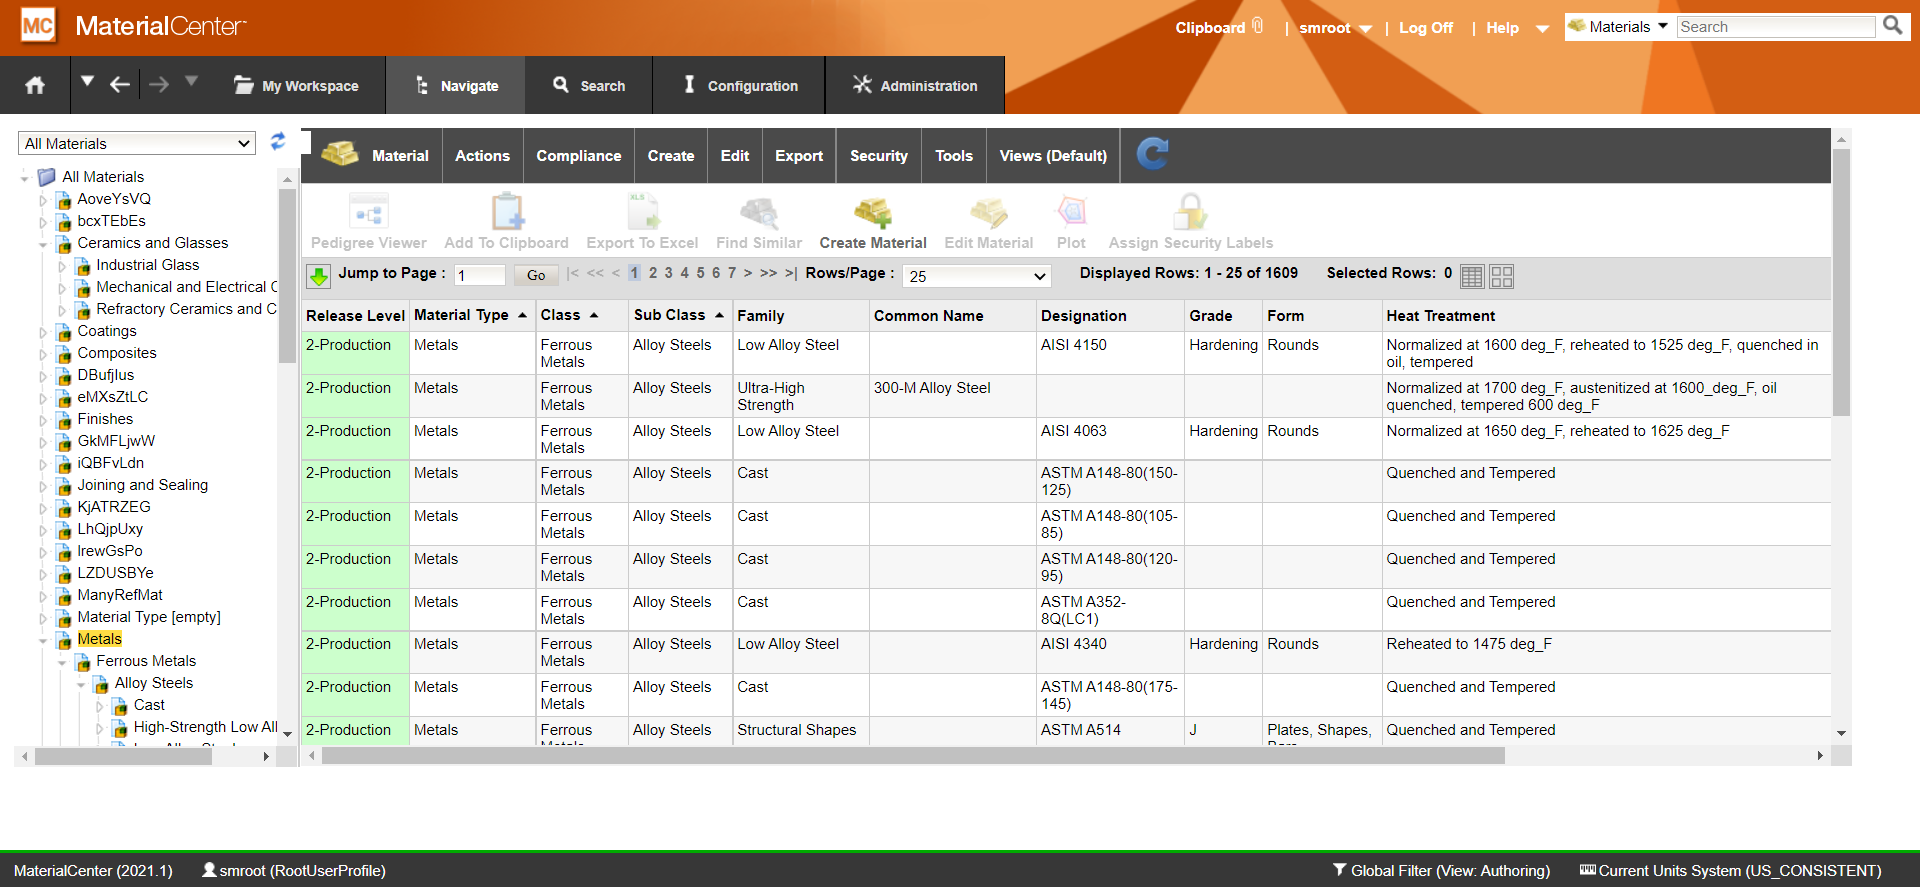 MC MaterialCenter
Clipboard | smroot | Log Off | Help Materials Search
My Workspace Navigate Search Configuration Administration
All Materials
Material Actions Compliance Create Edit Export Security Tools Views (Default)
All Materials
AoveYsVQ
bcxTEbEs
Ceramics and Glasses
Industrial Glass
Mechanical and Electrical C
Refractory Ceramics and C
Coatings
Composites
DBufjlus
eMXsZtLC
Finishes
GkMFLjwW
iQBFvLdn
Joining and Sealing
KjATRZEG
LhQjpUxy
lrewGsPo
LZDUSBYe
ManyRefMat
Material Type [empty]
Metals
Ferrous Metals
Alloy Steels
Cast
High-Strength Low All
XLS
Pedigree Viewer Add To Clipboard Export To Excel Find Similar Create Material Edit Material Plot Assign Security Labels
Jump to Page : 1 Go |< << < 1 2 3 4 5 6 7 > >> >| Rows/Page : 25 Displayed Rows: 1 - 25 of 1609 Selected Rows: 0
Release Level Material Type Class Sub Class Family Common Name Designation Grade Form Heat Treatment
2-Production Metals Ferrous Alloy Steels Low Alloy Steel AISI 4150 Hardening Rounds Normalized at 1600 deg_F, reheated to 1525 deg_F, quenched in
Metals oil, tempered
2-Production Metals Ferrous Alloy Steels Ultra-High 300-M Alloy Steel Normalized at 1700 deg_F, austenitized at 1600_deg_F, oil
Metals Strength quenched, tempered 600 deg_F
2-Production Metals Ferrous Alloy Steels Low Alloy Steel AISI 4063 Hardening Rounds Normalized at 1650 deg_F, reheated to 1625 deg_F
Metals
2-Production Metals Ferrous Alloy Steels Cast ASTM A148-80(150- Quenched and Tempered
Metals 125)
2-Production Metals Ferrous Alloy Steels Cast ASTM A148-80(105- Quenched and Tempered
Metals 85)
2-Production Metals Ferrous Alloy Steels Cast ASTM A148-80(120- Quenched and Tempered
Metals 95)
2-Production Metals Ferrous Alloy Steels Cast ASTM A352- Quenched and Tempered
Metals 8Q(LC1)
2-Production Metals Ferrous Alloy Steels Low Alloy Steel AISI 4340 Hardening Rounds Reheated to 1475 deg_F
Metals
2-Production Metals Ferrous Alloy Steels Cast ASTM A148-80(175- Quenched and Tempered
Metals 145)
2-Production Metals Ferrous Alloy Steels Structural Shapes ASTM A514 J Plates, Shapes, Quenched and Tempered
MaterialCenter (2021.1) smroot (RootUserProfile) Global Filter (View: Authoring) Current Units System (US_CONSISTENT)